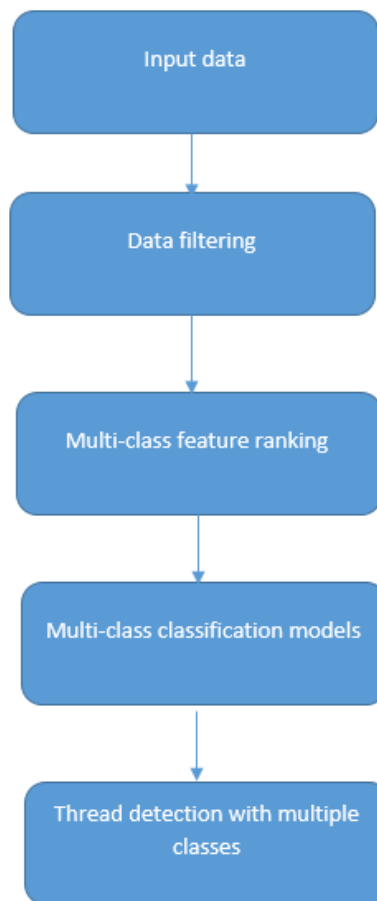 Input data
Data filtering
Multi-class feature ranking
Multi-class classification models
Thread detection with multiple
classes